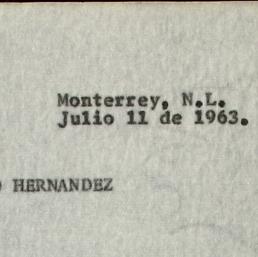 Monterrey, N.L.
Julio 11 de 1963.
HERNANDEZ